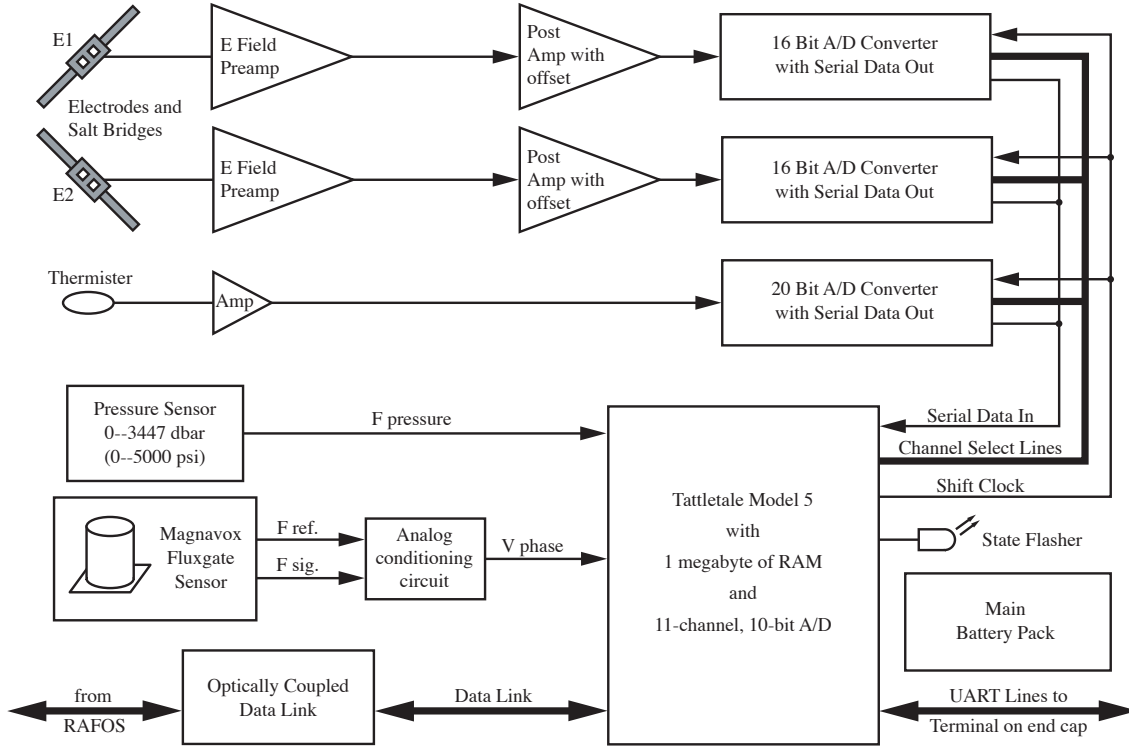 E1
E Field
Preamp
Post
Amp with
offset
16 Bit A/D Converter
with Serial Data Out
Electrodes and
Salt Bridges
E2
E Field
Preamp
Post
Amp with
offset
16 Bit A/D Converter
with Serial Data Out
Thermister
Amp
20 Bit A/D Converter
with Serial Data Out
Pressure Sensor
0--3447 dbar
(0--5000 psi)
F pressure
Serial Data In
Channel Select Lines
Shift Clock
Magnavox
Fluxgate
Sensor
F ref.
F sig.
Analog
conditioning
circuit
V phase
Tattletale Model 5
with
1 megabyte of RAM
and
11-channel, 10-bit A/D
State Flasher
Main
Battery Pack
from
RAFOS
Optically Coupled
Data Link
Data Link
UART Lines to
Terminal on end cap